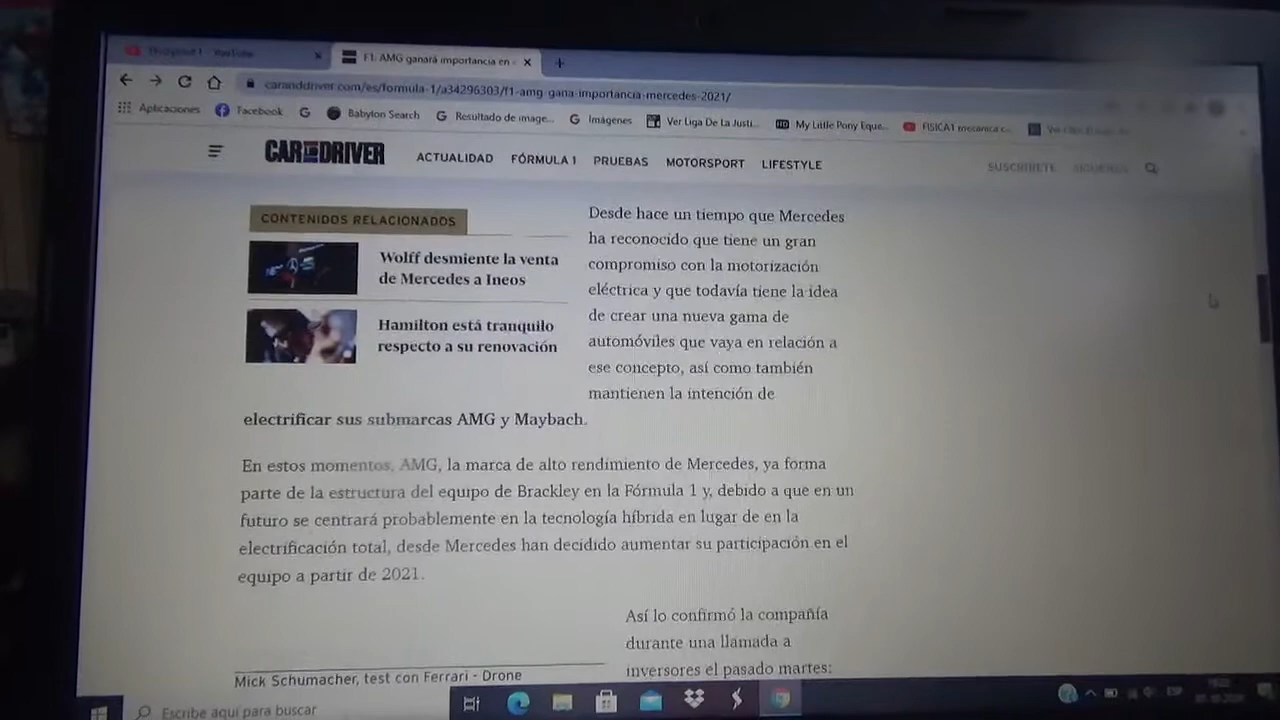 F1: AMG ganará importancia en
caranddriver.com/es/formula-1/a34296303/f1-amg-gana-importancia-mercedes-2021/
Aplicaciones
Facebook
Babylon Search
Resultado de image...
Imágenes
Ver Liga De La Justi...
My Little Pony Eque...
FISICA1 mecánica c...
CAR AND DRIVER
ACTUALIDAD FÓRMULA 1 PRUEBAS MOTORSPORT LIFESTYLE
SUSCRÍBETE
CONTENIDOS RELACIONADOS
Wolff desmiente la venta
de Mercedes a Ineos
Hamilton está tranquilo
respecto a su renovación
Desde hace un tiempo que Mercedes
ha reconocido que tiene un gran
compromiso con la motorización
eléctrica y que todavía tiene la idea
de crear una nueva gama de
automóviles que vaya en relación a
ese concepto, así como también
mantienen la intención de
electrificar sus submarcas AMG y Maybach.
En estos momentos, AMG, la marca de alto rendimiento de Mercedes, ya forma
parte de la estructura del equipo de Brackley en la Fórmula 1 y, debido a que en un
futuro se centrará probablemente en la tecnología híbrida en lugar de en la
electrificación total, desde Mercedes han decidido aumentar su participación en el
equipo a partir de 2021.
Así lo confirmó la compañía
durante una llamada a
inversores el pasado martes:
Mick Schumacher, test con Ferrari - Drone
Escribe aquí para buscar
ESP